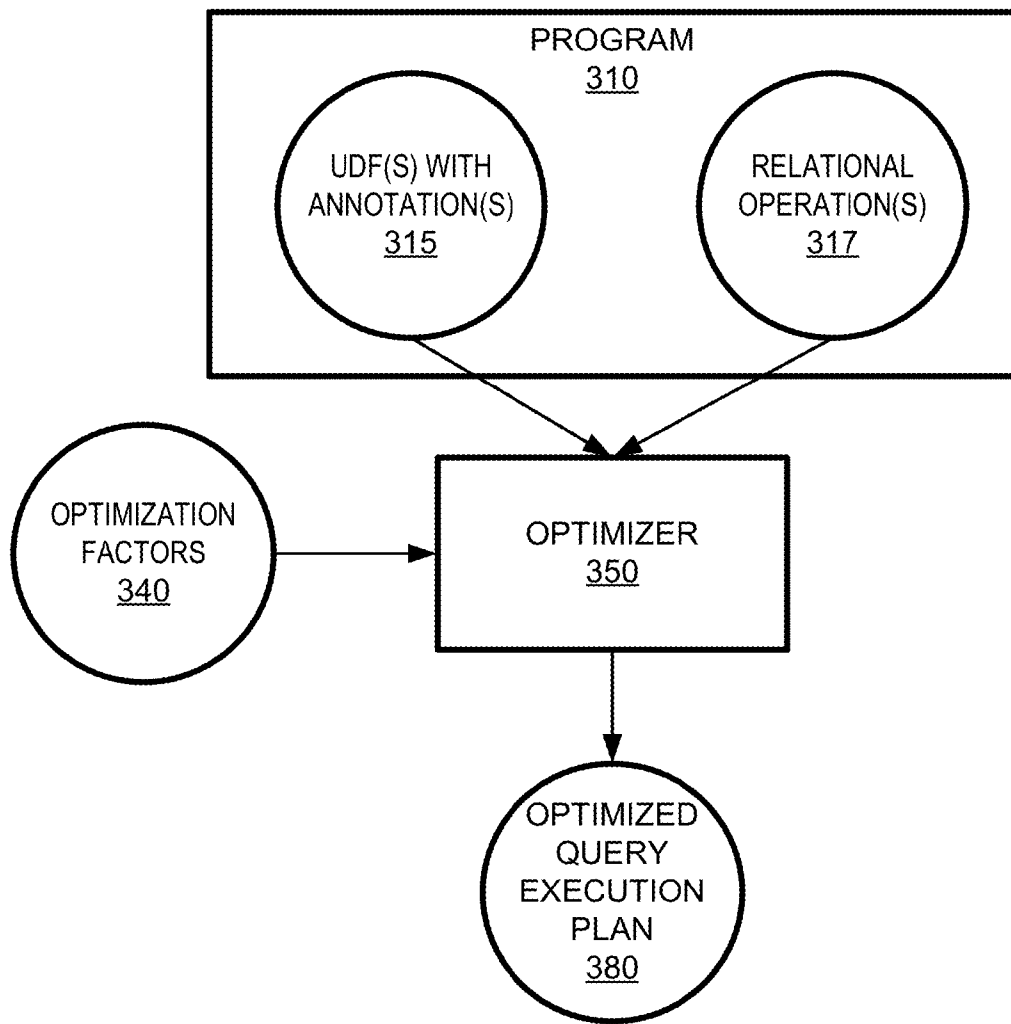 PROGRAM
310
UDF(S) WITH
ANNOTATION(S)
315
RELATIONAL
OPERATION(S)
317
OPTIMIZATION
FACTORS
340
OPTIMIZER
350
OPTIMIZED
QUERY
EXECUTION
PLAN
380